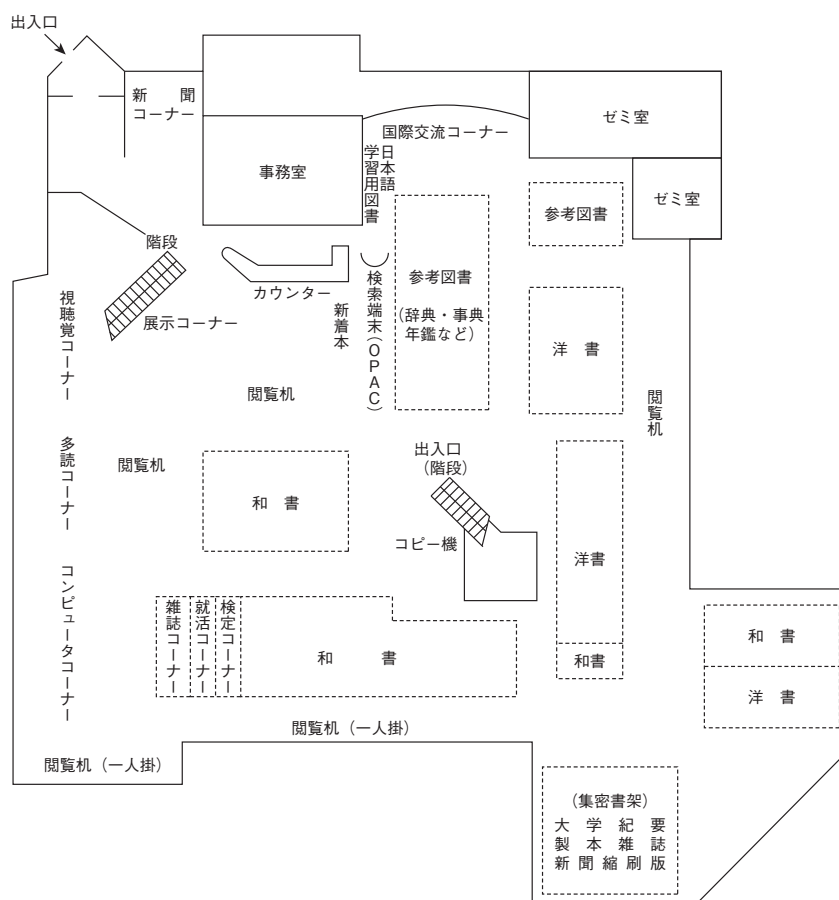 出入口
新聞
コーナー
国際交流コーナー
ゼミ室
事務室
日本語
学習用図書
参考図書
ゼミ室
階段
カウンター
展示コーナー
新着本
検索端末(OPAC)
参考図書
(辞典・事典
年鑑など)
洋書
視聴覚コーナー
閲覧机
閲覧机
多読コーナー
閲覧机
和書
出入口
(階段)
コピー機
洋書
コンピュータコーナー
雑誌コーナー
就活コーナー
検定コーナー
和書
和書
和書
洋書
閲覧机(一人掛)
閲覧机(一人掛)
(集密書架)
大学紀要
製本雑誌
新聞縮刷版